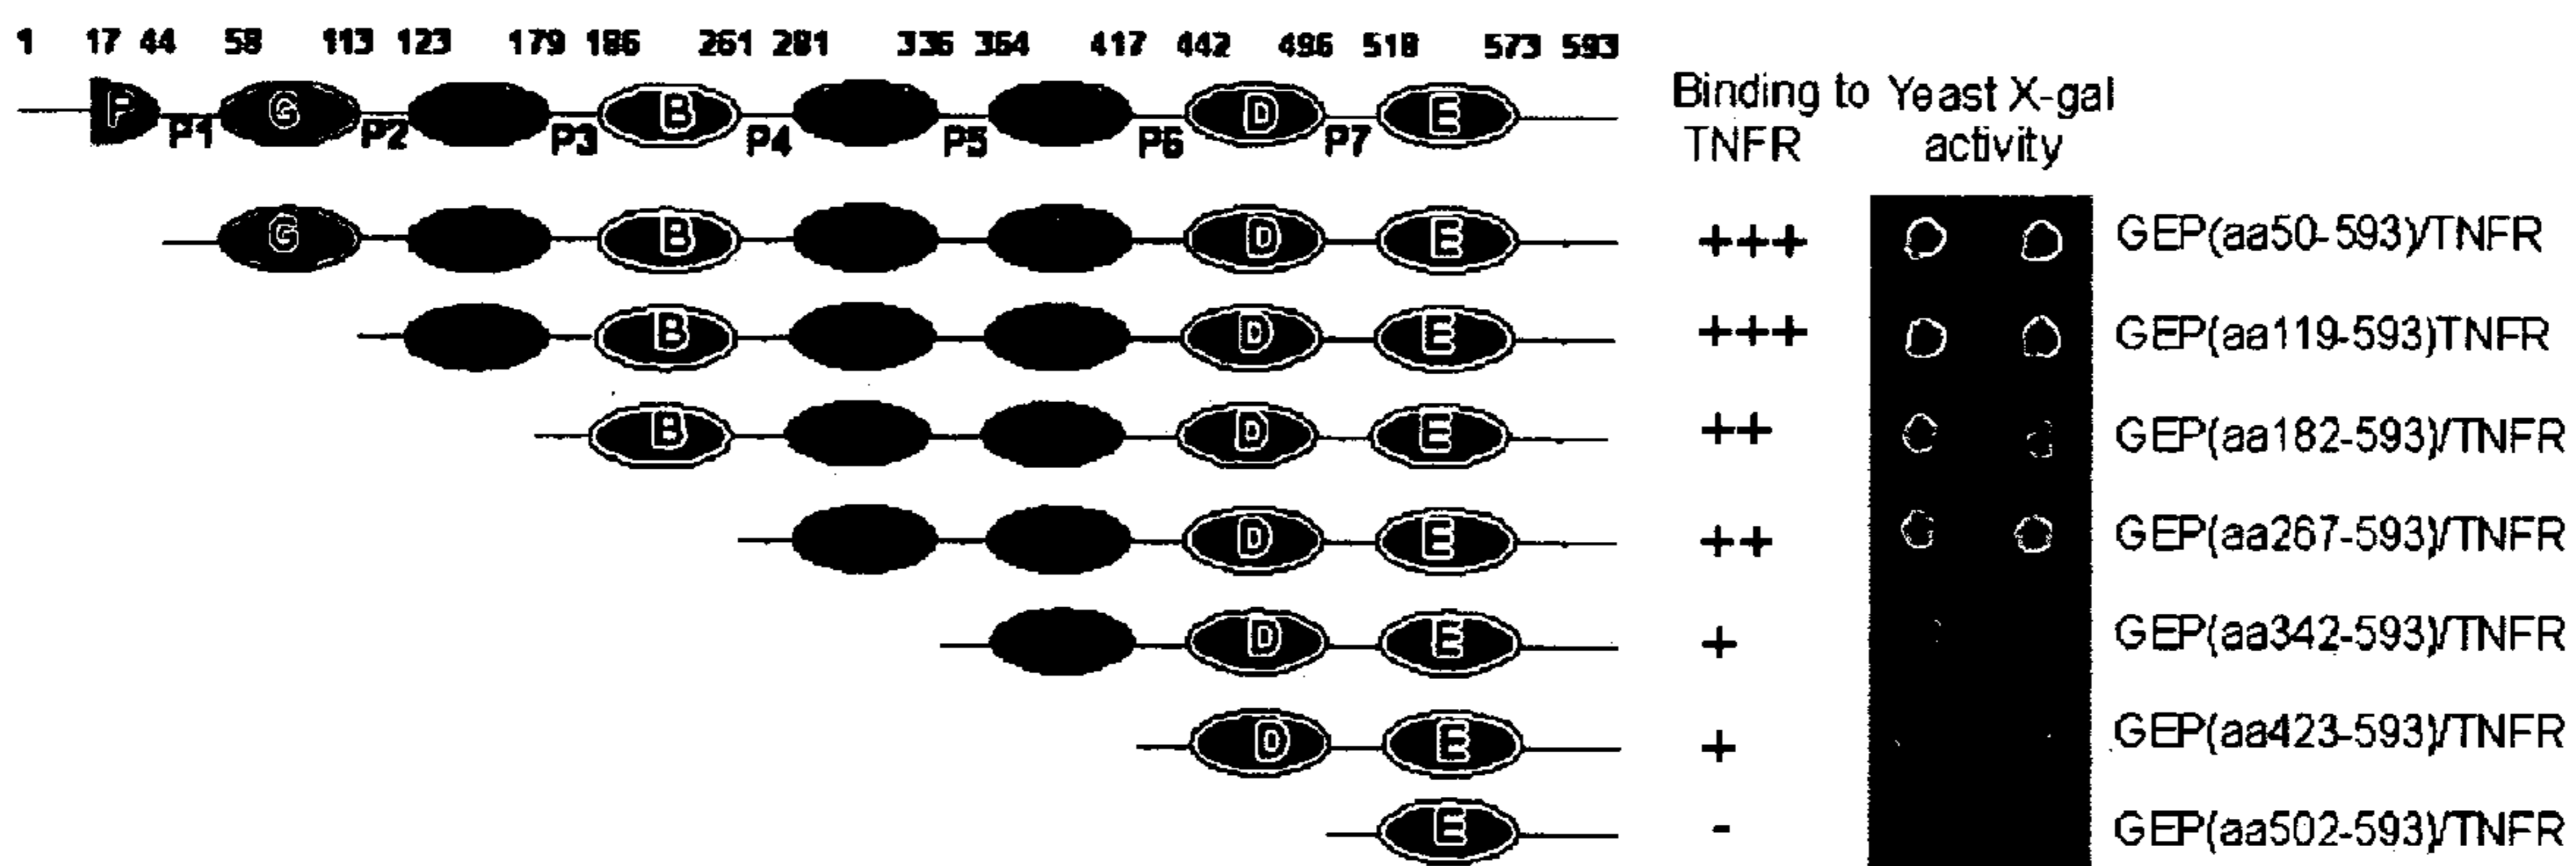 1 17 44 58 113 123 179 186 261 281 336 364 417 442 496 518 573 593
P G B D E
P1 P2 P3 P4 P5 P6 P7
Binding to Yeast X-gal
TNFR activity
G B D E +++ GEP(aa50-593)/TNFR
B D E +++ GEP(aa119-593)TNFR
B D E ++ GEP(aa182-593)/TNFR
D E ++ GEP(aa267-593)/TNFR
D E + GEP(aa342-593)/TNFR
D E + GEP(aa423-593)/TNFR
E - GEP(aa502-593)/TNFR